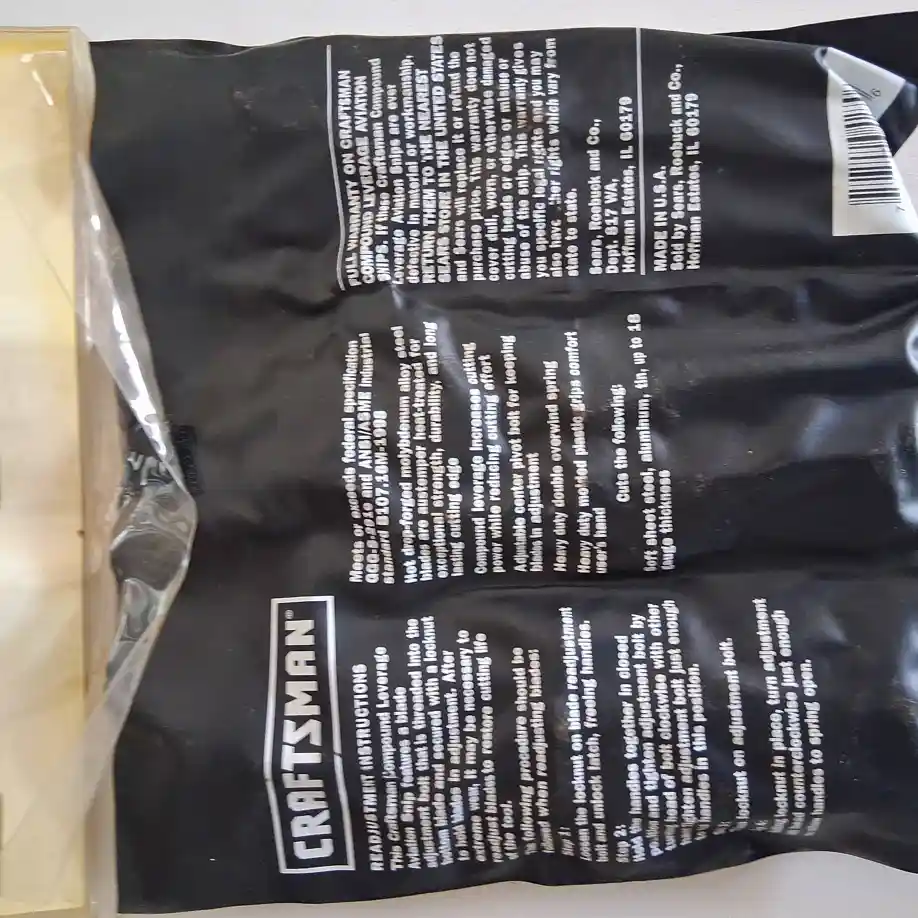 CRAFTSMAN®
READJUSTMENT INSTRUCTIONS
This Craftsman Compound Leverage
Aviation Snip features a blade
adjustment bolt that is threaded into the
bottom blade and secured with a locknut
to hold blades in adjustment. After
extreme wear, it may be necessary to
readjust blades to restore cutting life
of the tool.
The following procedure should be
used when readjusting blades:
Step 1:
Loosen the locknut on blade readjustment
bolt and unlock latch, freeing handles.
Step 2:
Hold the handles together in closed
position and tighten adjustment bolt by
turning head of bolt clockwise with other
hand. Tighten adjustment bolt just enough
handles in this position.
locknut on adjustment bolt.
locknut in place, turn adjustment
bolt counterclockwise just enough
handles to spring open.
Meets or exceeds federal specification
GGG-S-291e and ANSI/ASME Industrial
Standard B107.16M-1998
Hot drop-forged molybdenum alloy steel
blades are austemper heat-treated for
exceptional strength, durability, and long
lasting cutting edge
Compound leverage increases cutting
power while reducing cutting effort
Adjustable center pivot bolt for keeping
blades in adjustment
Heavy duty double overwind spring
Heavy duty molded plastic grips comfort
user's hand
Cuts the following:
soft sheet steel, aluminum, tin, up to 18
gauge thickness
FULL WARRANTY ON CRAFTSMAN
COMPOUND LEVERAGE AVIATION
SNIPS. If these Craftsman Compound
Leverage Aviation Snips are ever
defective in material or workmanship,
RETURN THEM TO THE NEAREST
SEARS STORE IN THE UNITED STATES
and Sears will replace it or refund the
purchase price. This warranty does not
cover dull, worn, or otherwise damaged
cutting heads or edges or misuse or
abuse of the snip. This warranty gives
you specific legal rights and you may
also have other rights which vary from
state to state.
Sears, Roebuck and Co.,
Dept. 817 WA,
Hoffman Estates, IL 60179
MADE IN U.S.A.
Sold by Sears, Roebuck and Co.,
Hoffman Estates, IL 60179
7